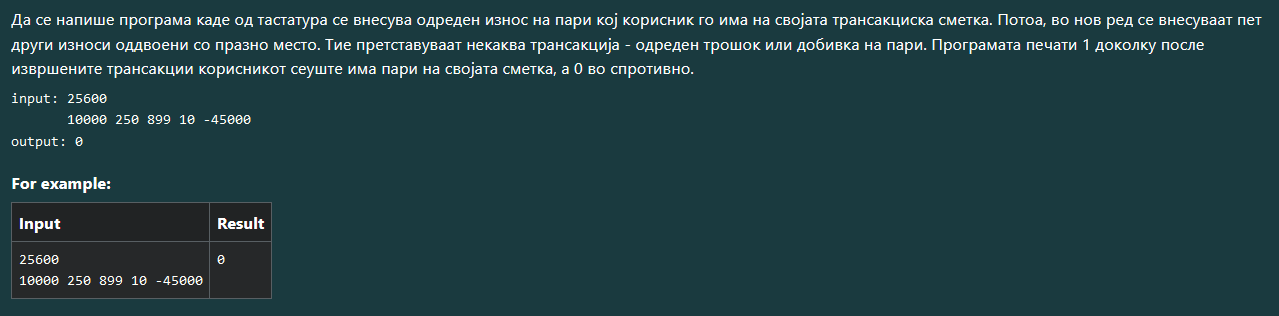 Да се напише програма каде од тастатура се внесува одреден износ на пари кој корисник го има на својата трансакциска сметка. Потоа, во нов ред се внесуваат пет
други износи оддвоени со празно место. Тие претставуваат некаква трансакција - одреден трошок или добивка на пари. Програмата печати 1 доколку после
извршените трансакции корисникот сеуште има пари на својата сметка, а 0 во спротивно.
input: 25600
10000 250 899 10 -45000
output: 0
For example:
Input Result
25600 0
10000 250 899 10 -45000